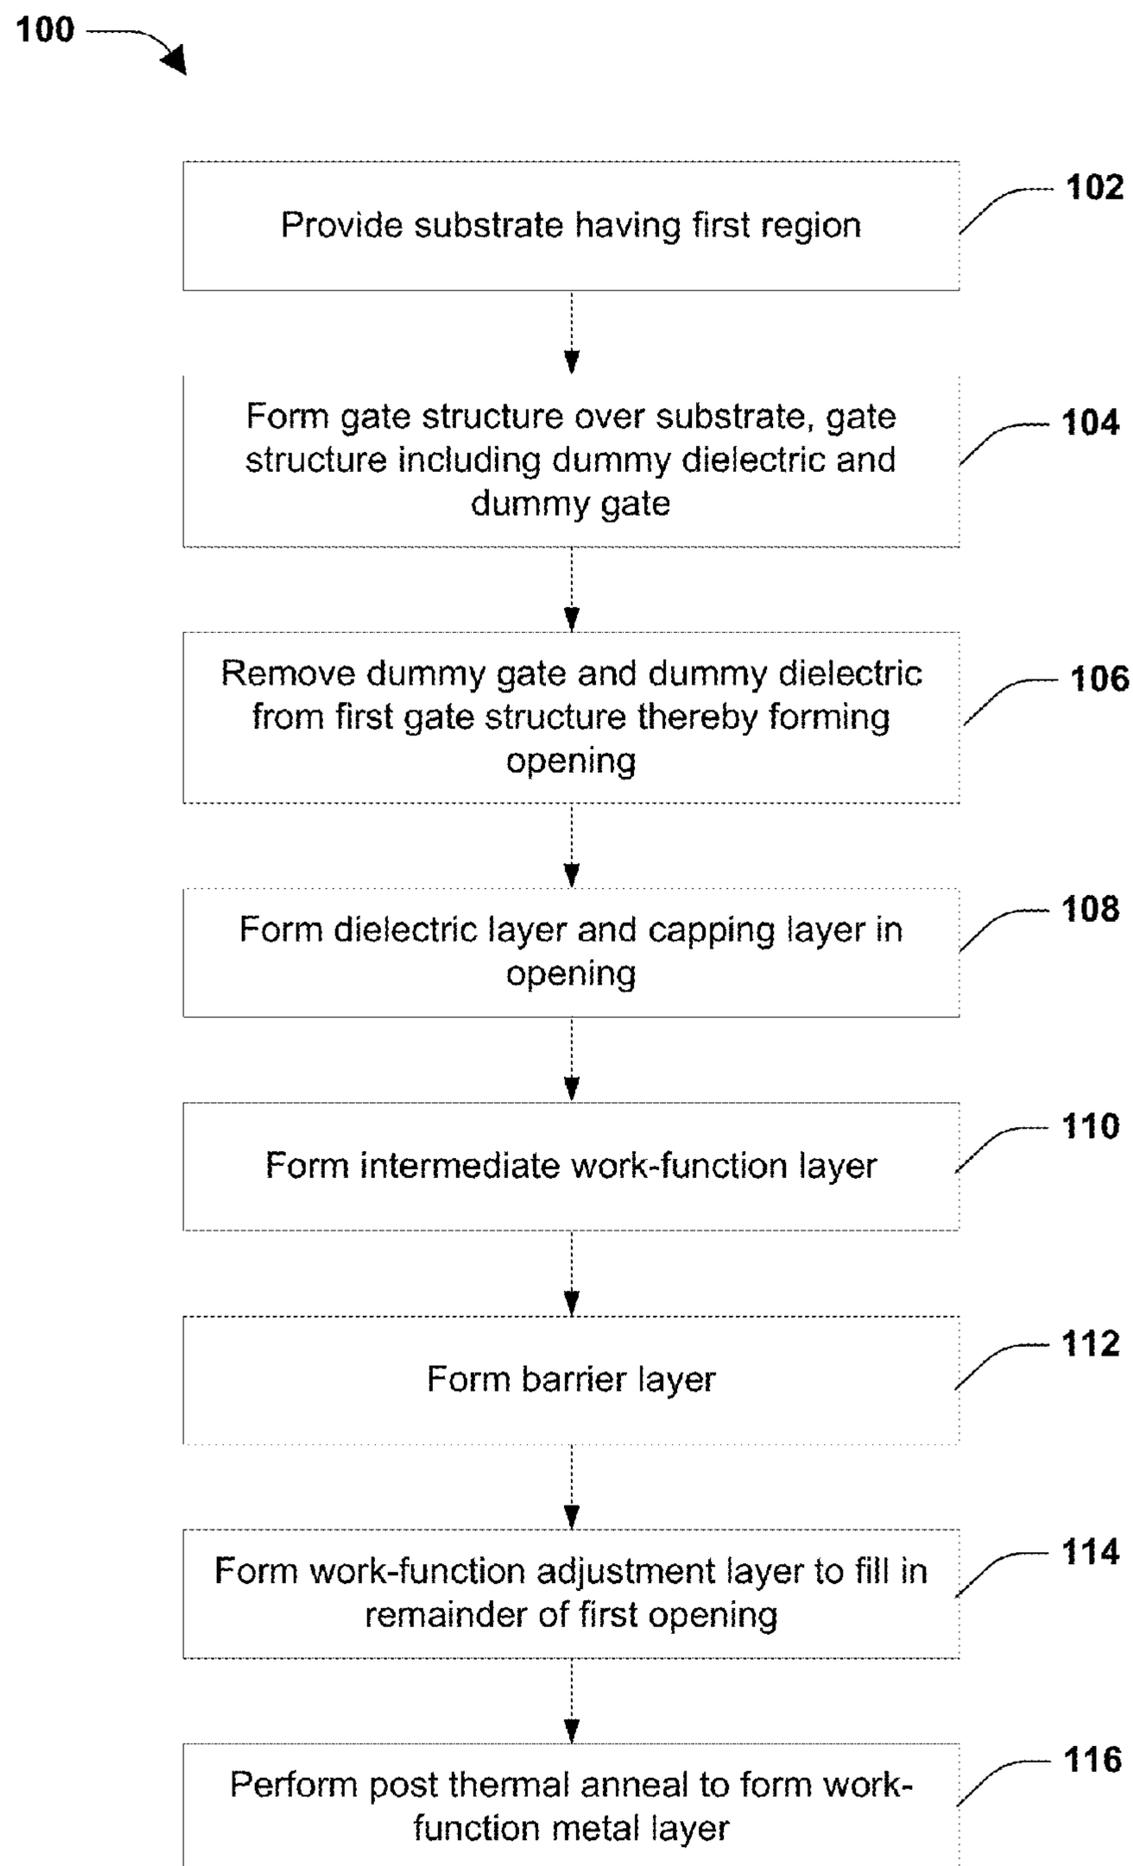 100
Provide substrate having first region
102
Form gate structure over substrate, gate
structure including dummy dielectric and
dummy gate
104
Remove dummy gate and dummy dielectric
from first gate structure thereby forming
opening
106
Form dielectric layer and capping layer in
opening
108
Form intermediate work-function layer
110
Form barrier layer
112
Form work-function adjustment layer to fill in
remainder of first opening
114
Perform post thermal anneal to form work-
function metal layer
116